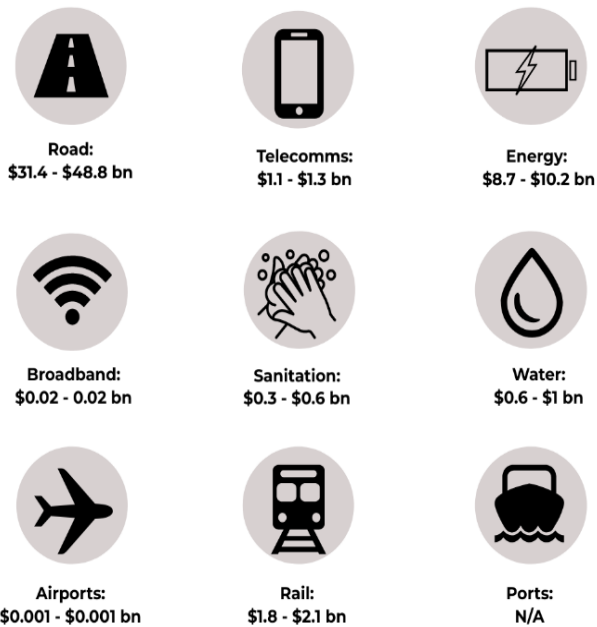 Road:
$31.4 - $48.8 bn
Telecomms:
$1.1 - $1.3 bn
Energy:
$8.7 - $10.2 bn
Broadband:
$0.02 - 0.02 bn
Sanitation:
$0.3 - $0.6 bn
Water:
$0.6 - $1 bn
Airports:
$0.001 - $0.001 bn
Rail:
$1.8 - $2.1 bn
Ports:
N/A